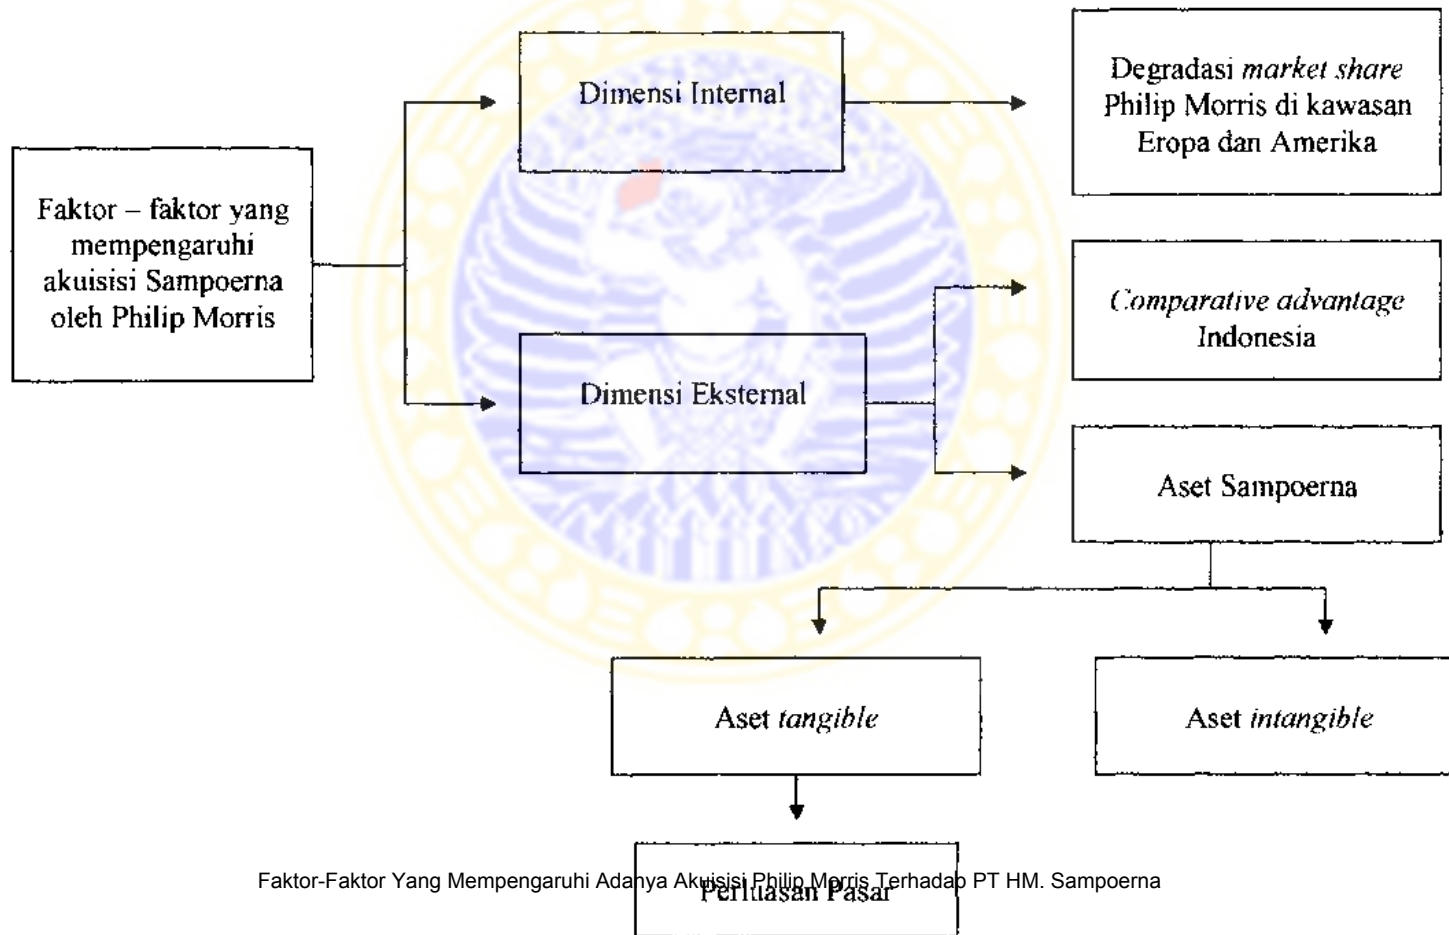 Dimensi Internal
Degradasi market share
Philip Morris di kawasan
Eropa dan Amerika
Faktor – faktor yang
mempengaruhi
akuisisi Sampoerna
oleh Philip Morris
Comparative advantage
Indonesia
Dimensi Eksternal
Aset Sampoerna
Aset tangible
Aset intangible
Perluasan Pasar
Faktor-Faktor Yang Mempengaruhi Adanya Akuisisi Philip Morris Terhadap PT HM. Sampoerna